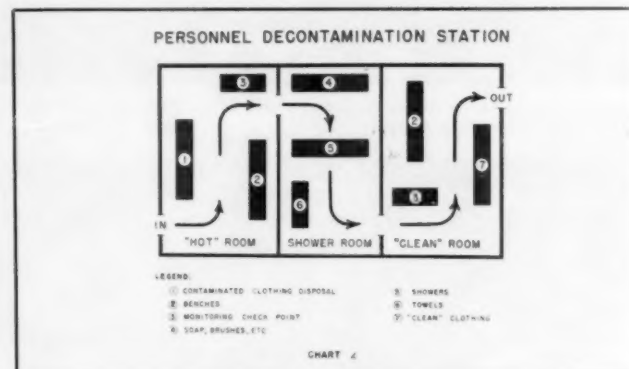 PERSONNEL DECONTAMINATION STATION
③ ④ OUT
② 
① ⑤ ⑦
②
⑥ ③
IN
"HOT" ROOM SHOWER ROOM "CLEAN" ROOM
LEGEND:
① CONTAMINATED CLOTHING DISPOSAL
② BENCHES
③ MONITORING CHECK POINT
④ SOAP, BRUSHES, ETC
⑤ SHOWERS
⑥ TOWELS
⑦ "CLEAN" CLOTHING
CHART 2